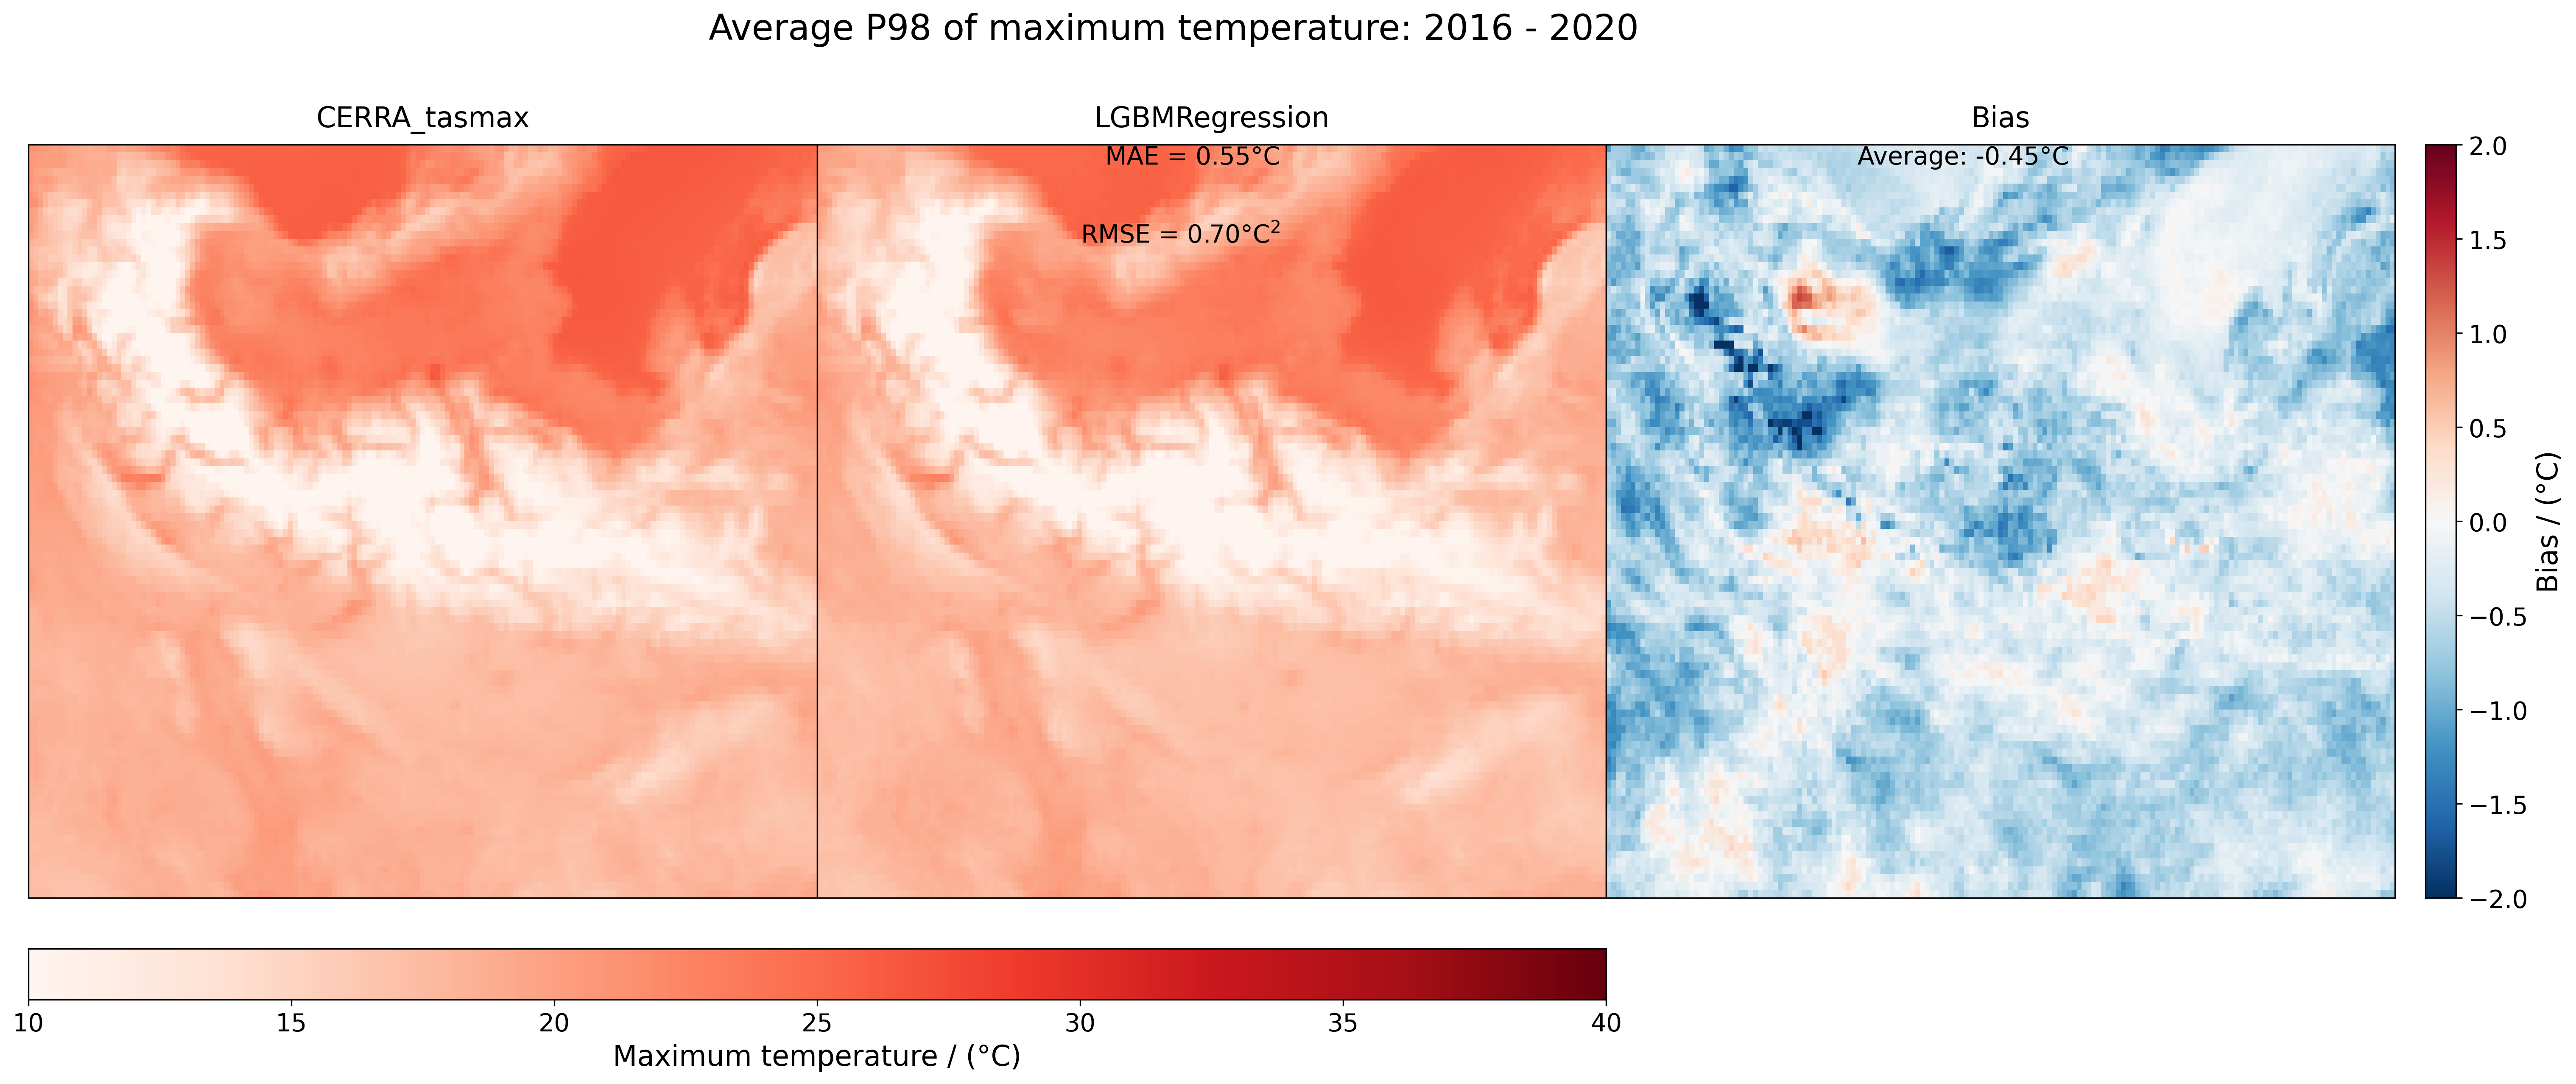 Average P98 of maximum temperature: 2016 - 2020
CERRA_tasmax
LGBMRegression
Bias
MAE = 0.55°C
RMSE = 0.70°C²
Average: -0.45°C
2.0
1.5
1.0
0.5
0.0
−0.5
−1.0
−1.5
−2.0
Bias / (°C)
10 15 20 25 30 35 40
Maximum temperature / (°C)